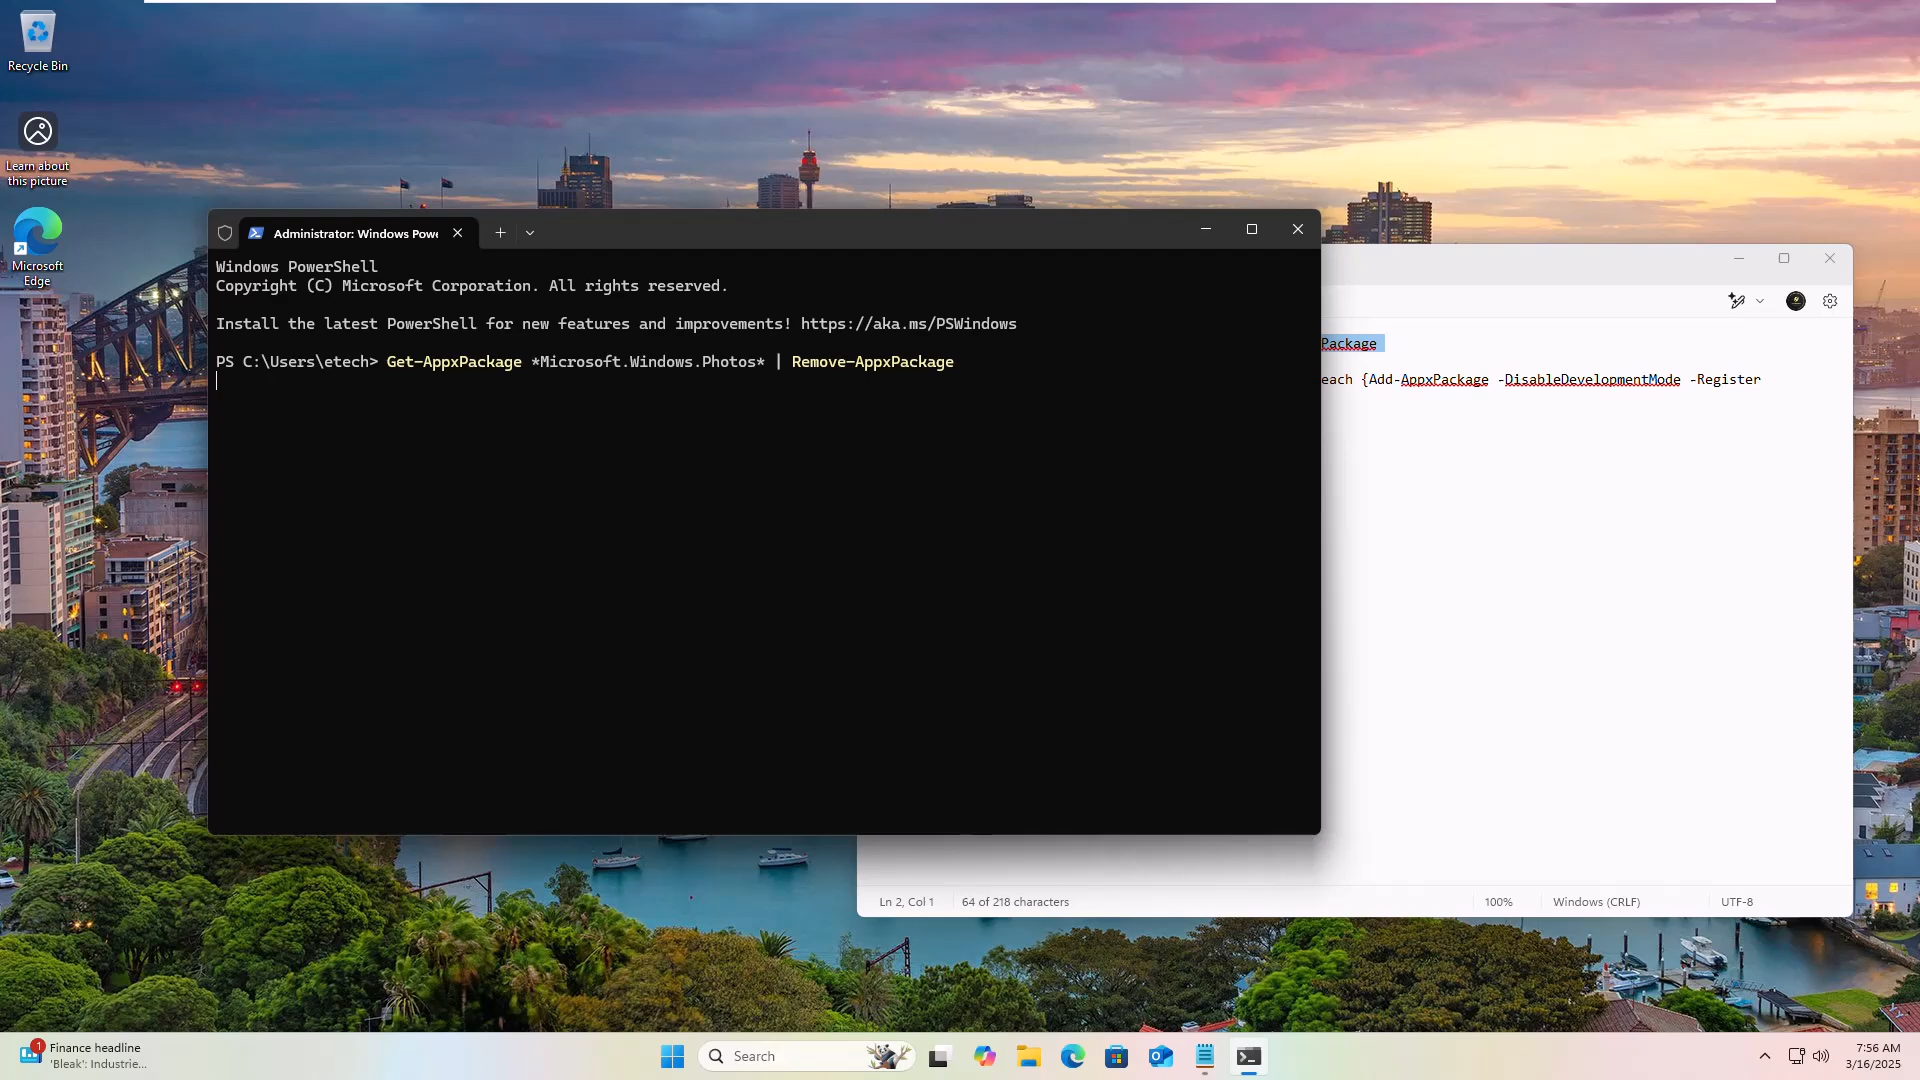 Recycle Bin
Learn about
this picture
Microsoft
Edge
Administrator: Windows Powe
Windows PowerShell
Copyright (C) Microsoft Corporation. All rights reserved.
Install the latest PowerShell for new features and improvements! https://aka.ms/PSWindows
PS C:\Users\etech> Get-AppxPackage *Microsoft.Windows.Photos* | Remove-AppxPackage
Package
each {Add-AppxPackage -DisableDevelopmentMode -Register
Ln 2, Col 1
64 of 218 characters
100%
Windows (CRLF)
UTF-8
1
Finance headline
'Bleak': Industrie...
Search
7:56 AM
3/16/2025